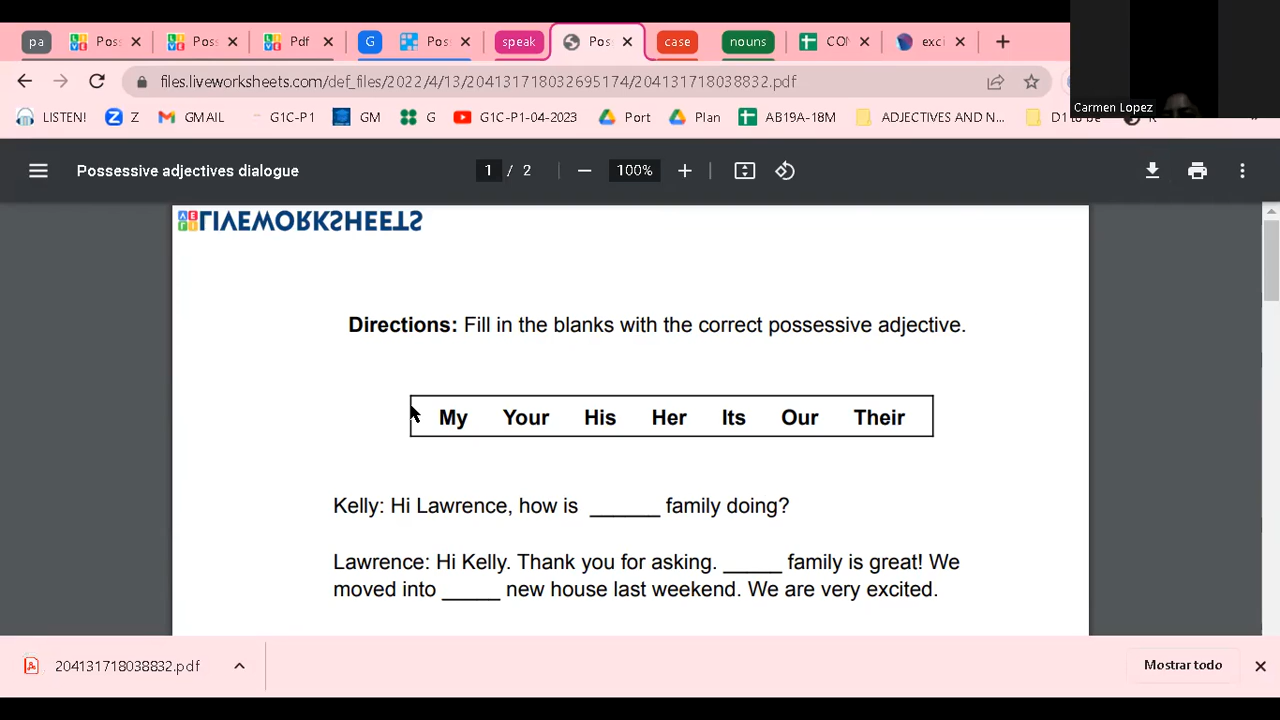 pa Pos: Pos: Pdf G Pos: speak Pos: case nouns CO exci
files.liveworksheets.com/def_files/2022/4/13/204131718032695174/204131718038832.pdf
Carmen Lopez
LISTEN! Z GMAIL G1C-P1 GM G G1C-P1-04-2023 Port Plan AB19A-18M ADJECTIVES AND N... D1 to be
Possessive adjectives dialogue 1 / 2 100%
LIVEWORKSHEETS
Directions: Fill in the blanks with the correct possessive adjective.
My Your His Her Its Our Their
Kelly: Hi Lawrence, how is ______ family doing?
Lawrence: Hi Kelly. Thank you for asking. _____ family is great! We
moved into _____ new house last weekend. We are very excited.
204131718038832.pdf Mostrar todo